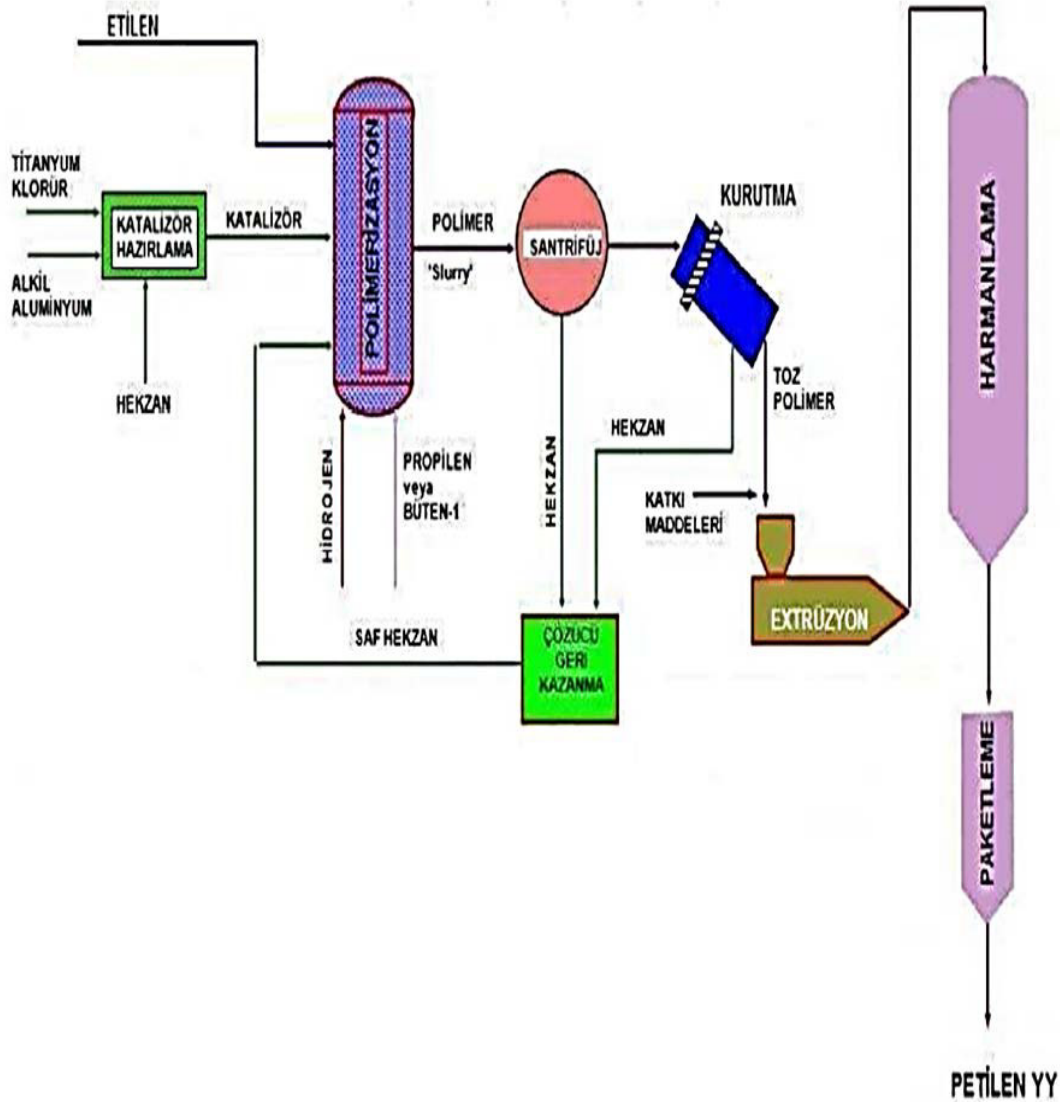 ETİLEN
TİTANYUM
KLORÜR
KATALİZÖR
HAZIRLAMA
ALKİL
ALUMİNYUM
HEKZAN
KATALİZÖR
POLİMERİZASYON
POLİMER
'Slurry'
SANTRİFÜJ
KURUTMA
TOZ
POLİMER
HEKZAN
HEKZAN
HİDROJEN
PROPİLEN
veya
BÜTEN-1
KATKI
MADDELERİ
EXTRÜZYON
SAF HEKZAN
ÇÖZÜCÜ
GERİ
KAZANMA
HARMANLAMA
PAKETLEME
PETİLEN YY